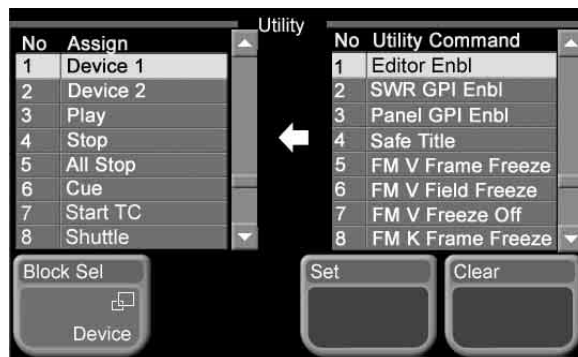 Utility
No Assign
1 Device 1
2 Device 2
3 Play
4 Stop
5 All Stop
6 Cue
7 Start TC
8 Shuttle
No Utility Command
1 Editor Enbl
2 SWR GPI Enbl
3 Panel GPI Enbl
4 Safe Title
5 FM V Frame Freeze
6 FM V Field Freeze
7 FM V Freeze Off
8 FM K Frame Freeze
Block Sel
Device
Set
Clear